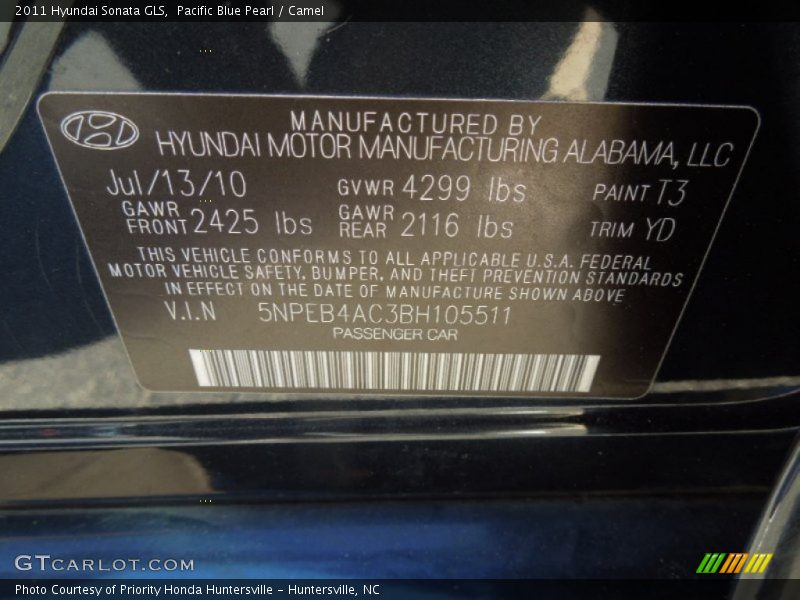 2011 Hyundai Sonata GLS, Pacific Blue Pearl / Camel
MANUFACTURED BY
HYUNDAI MOTOR MANUFACTURING ALABAMA, LLC
Jul/13/10 GVWR 4299 lbs PAINT T3
GAWR FRONT 2425 lbs GAWR REAR 2116 lbs TRIM YD
THIS VEHICLE CONFORMS TO ALL APPLICABLE U.S.A. FEDERAL
MOTOR VEHICLE SAFETY, BUMPER, AND THEFT PREVENTION STANDARDS
IN EFFECT ON THE DATE OF MANUFACTURE SHOWN ABOVE
V.I.N 5NPEB4AC3BH105511
PASSENGER CAR
GTCARLOT.COM
Photo Courtesy of Priority Honda Huntersville - Huntersville, NC